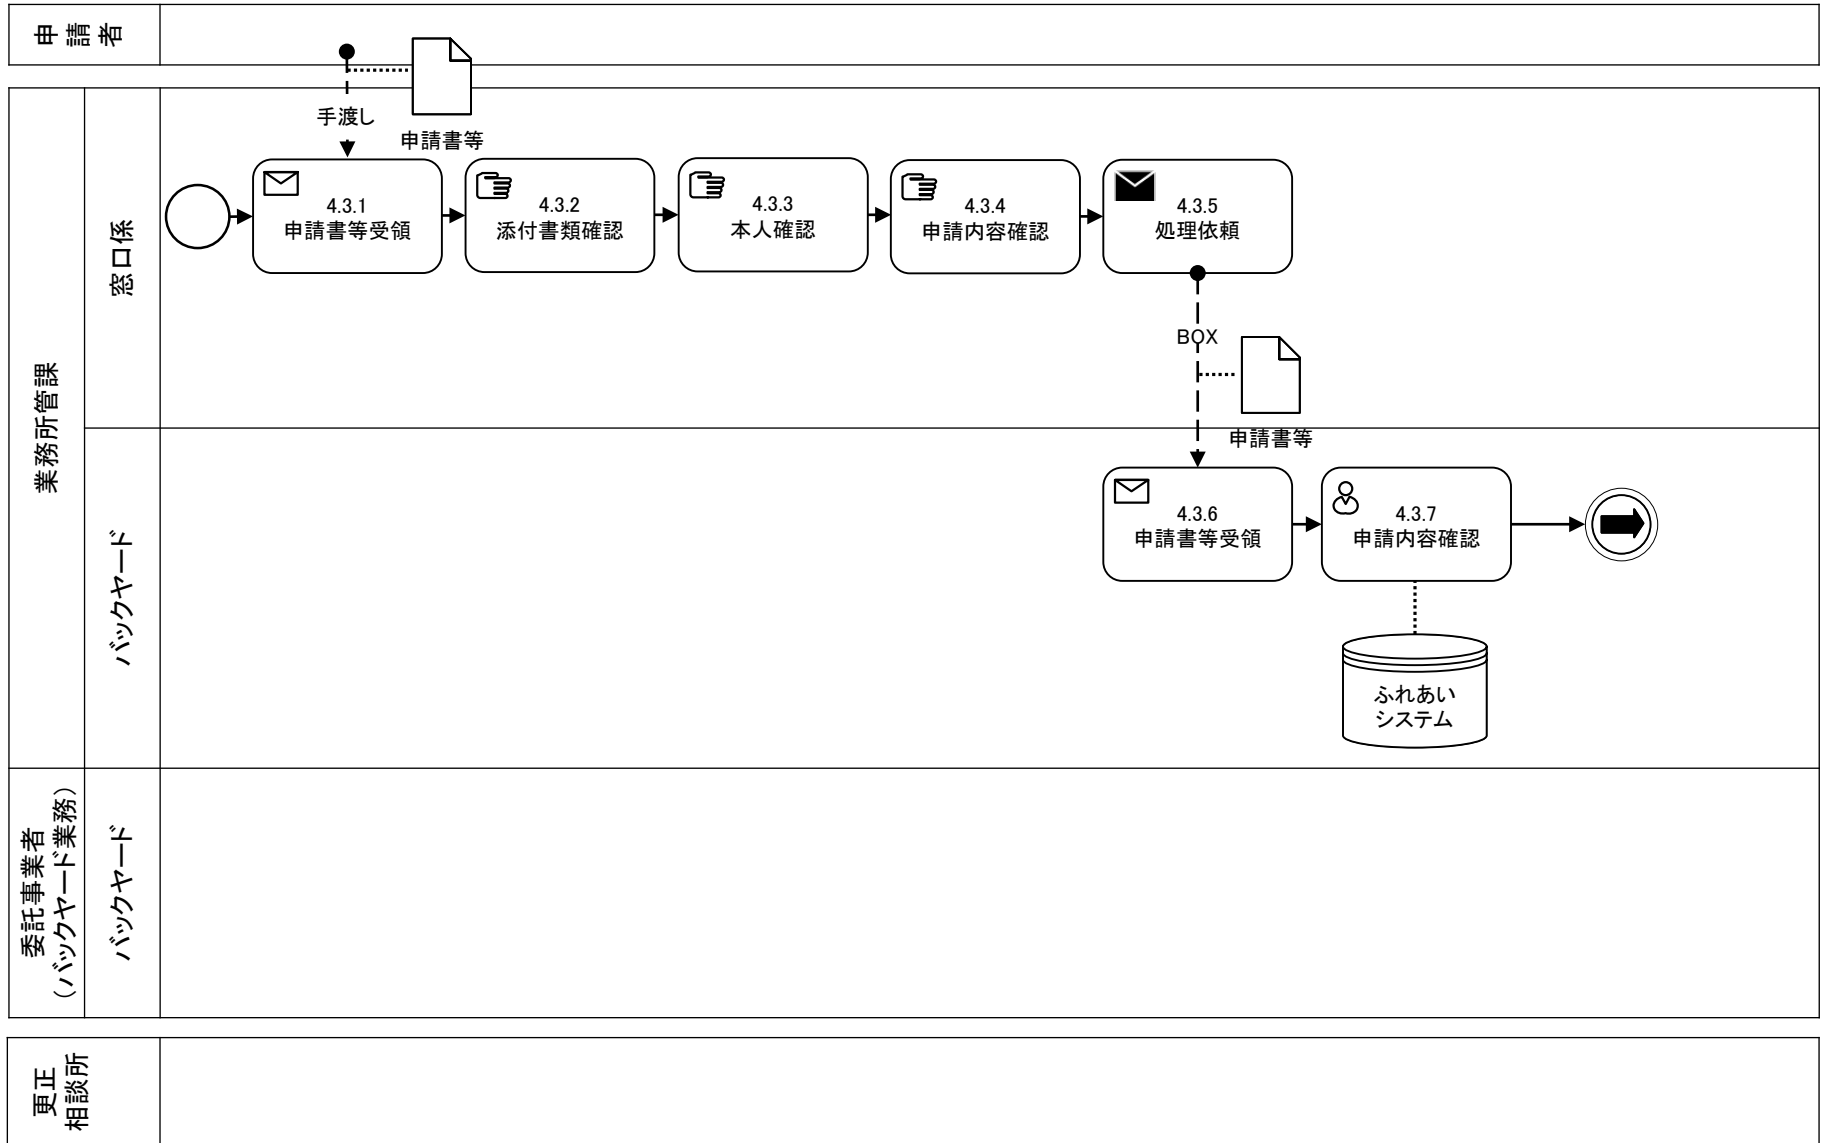 申請者
手渡し
申請書等
業務所管課
窓口係
4.3.1
申請書等受領
4.3.2
添付書類確認
4.3.3
本人確認
4.3.4
申請内容確認
4.3.5
処理依頼
BOX
申請書等
バックヤード
4.3.6
申請書等受領
4.3.7
申請内容確認
ふれあい
システム
委託事業者
（バックヤード業務）
バックヤード
更正
相談所